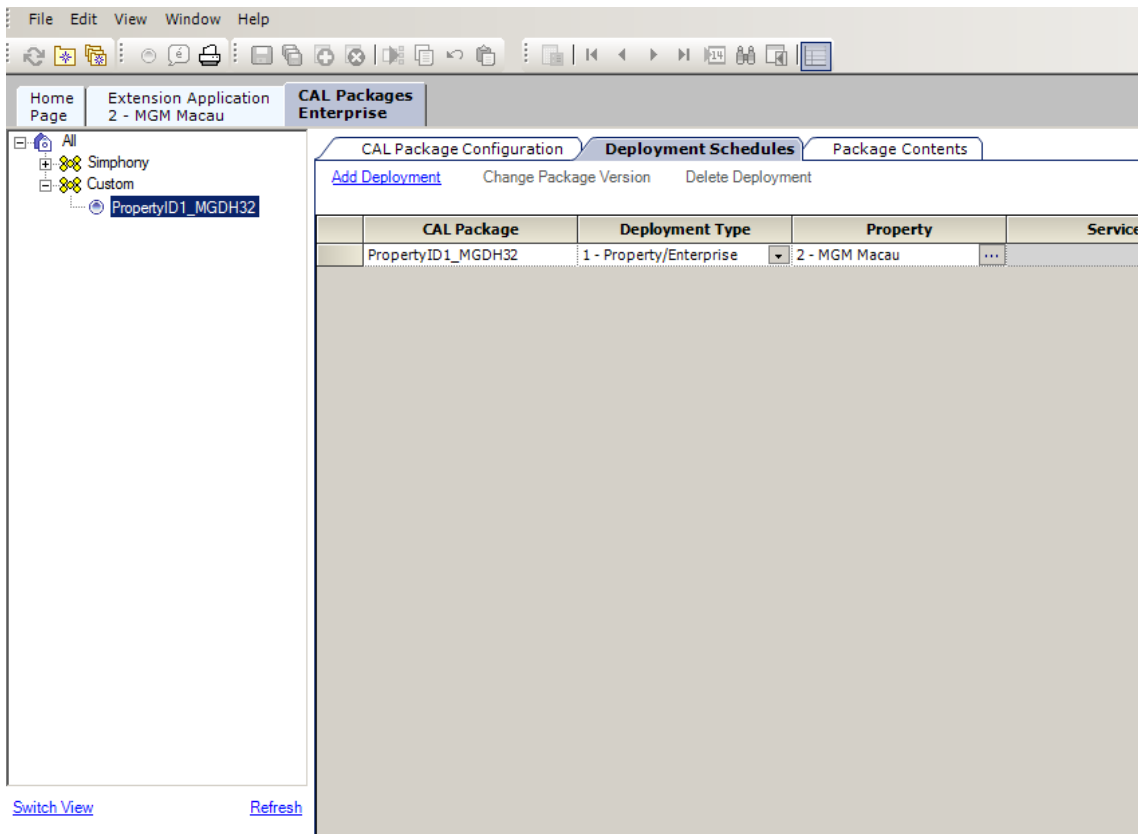 File Edit View Window Help
Home Page
Extension Application 2 - MGM Macau
CAL Packages Enterprise
All
Simphony
Custom
PropertyID1_MGDH32
Switch View Refresh
CAL Package Configuration Deployment Schedules Package Contents
Add Deployment Change Package Version Delete Deployment
CAL Package Deployment Type Property Service
PropertyID1_MGDH32 1 - Property/Enterprise 2 - MGM Macau ...